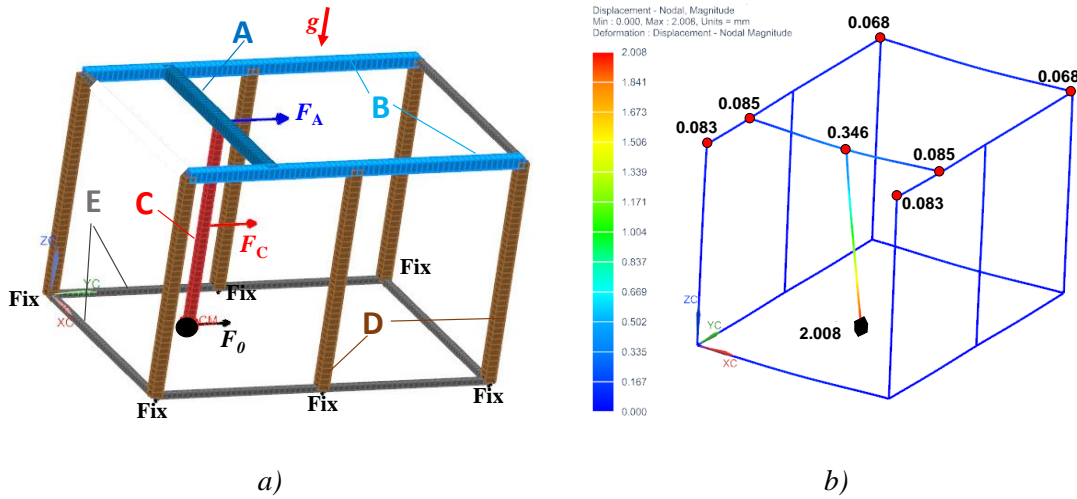 g
A
B
F_A
C
E
F_C
ZC
YC
XC
Fix
Fix
Fix
CM
F_0
D
Fix
Fix
Fix
a)
Displacement - Nodal, Magnitude
Min : 0.000, Max : 2.008, Units = mm
Deformation : Displacement - Nodal Magnitude
2.008
1.841
1.673
1.506
1.339
1.171
1.004
0.837
0.669
0.502
0.335
0.167
0.000
0.068
0.068
0.085
0.083
0.346
0.085
0.083
2.008
ZC
YC
XC
b)